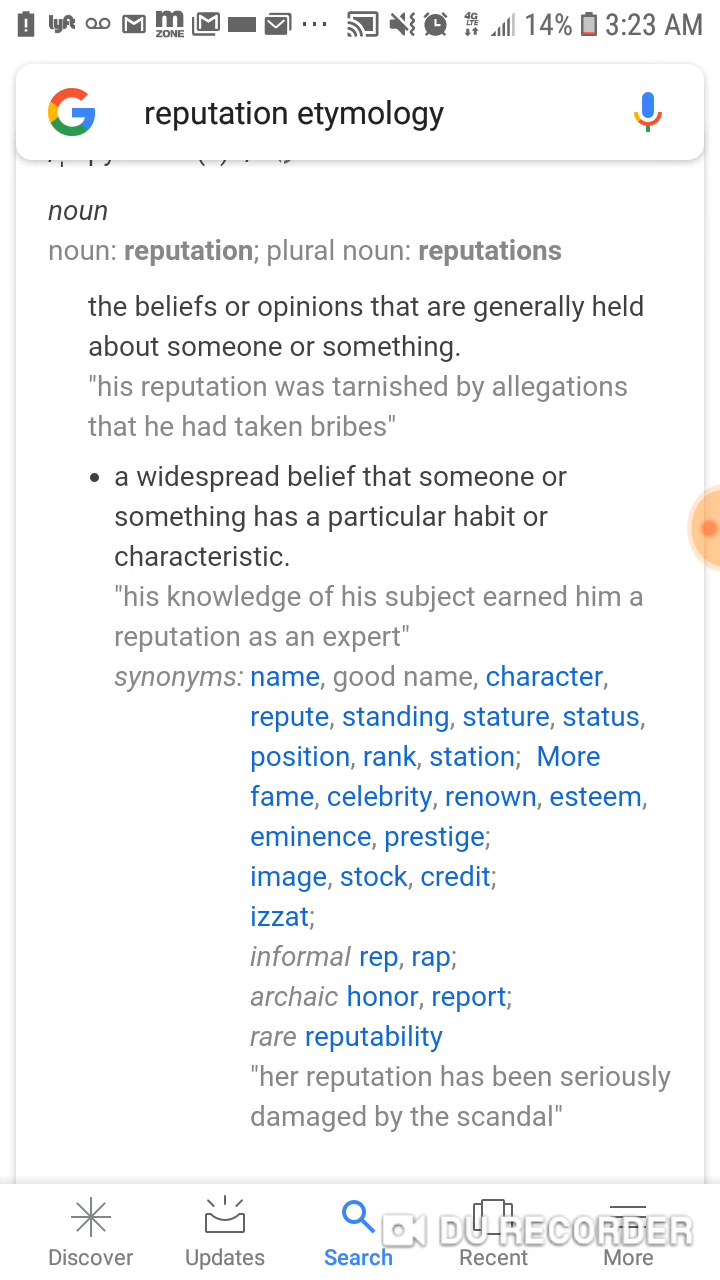 lyft
m
ZONE
4G
LTE
14%
3:23 AM
G
reputation etymology
noun
noun: reputation; plural noun: reputations
the beliefs or opinions that are generally held
about someone or something.
"his reputation was tarnished by allegations
that he had taken bribes"
• a widespread belief that someone or
something has a particular habit or
characteristic.
"his knowledge of his subject earned him a
reputation as an expert"
synonyms: name, good name, character,
repute, standing, stature, status,
position, rank, station; More
fame, celebrity, renown, esteem,
eminence, prestige;
image, stock, credit;
izzat;
informal rep, rap;
archaic honor, report;
rare reputability
"her reputation has been seriously
damaged by the scandal"
DU RECORDER
Discover Updates Search Recent More